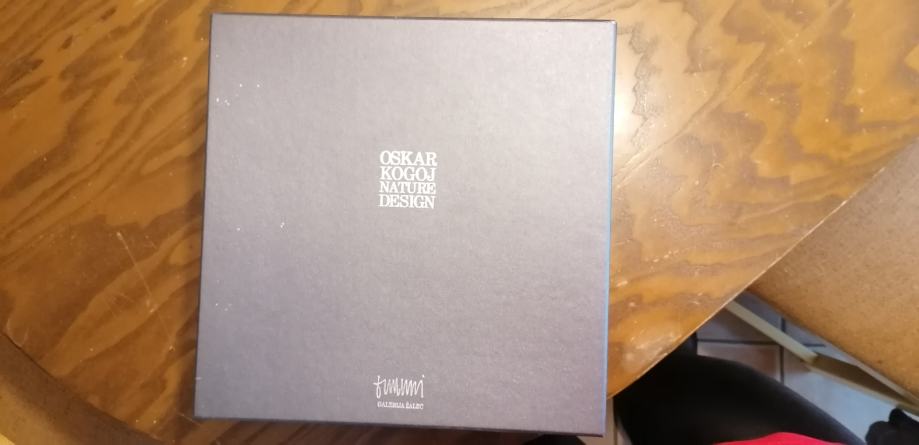 OSKAR
KOGOJ
NATURE
DESIGN
GALERIJA ŽALEC